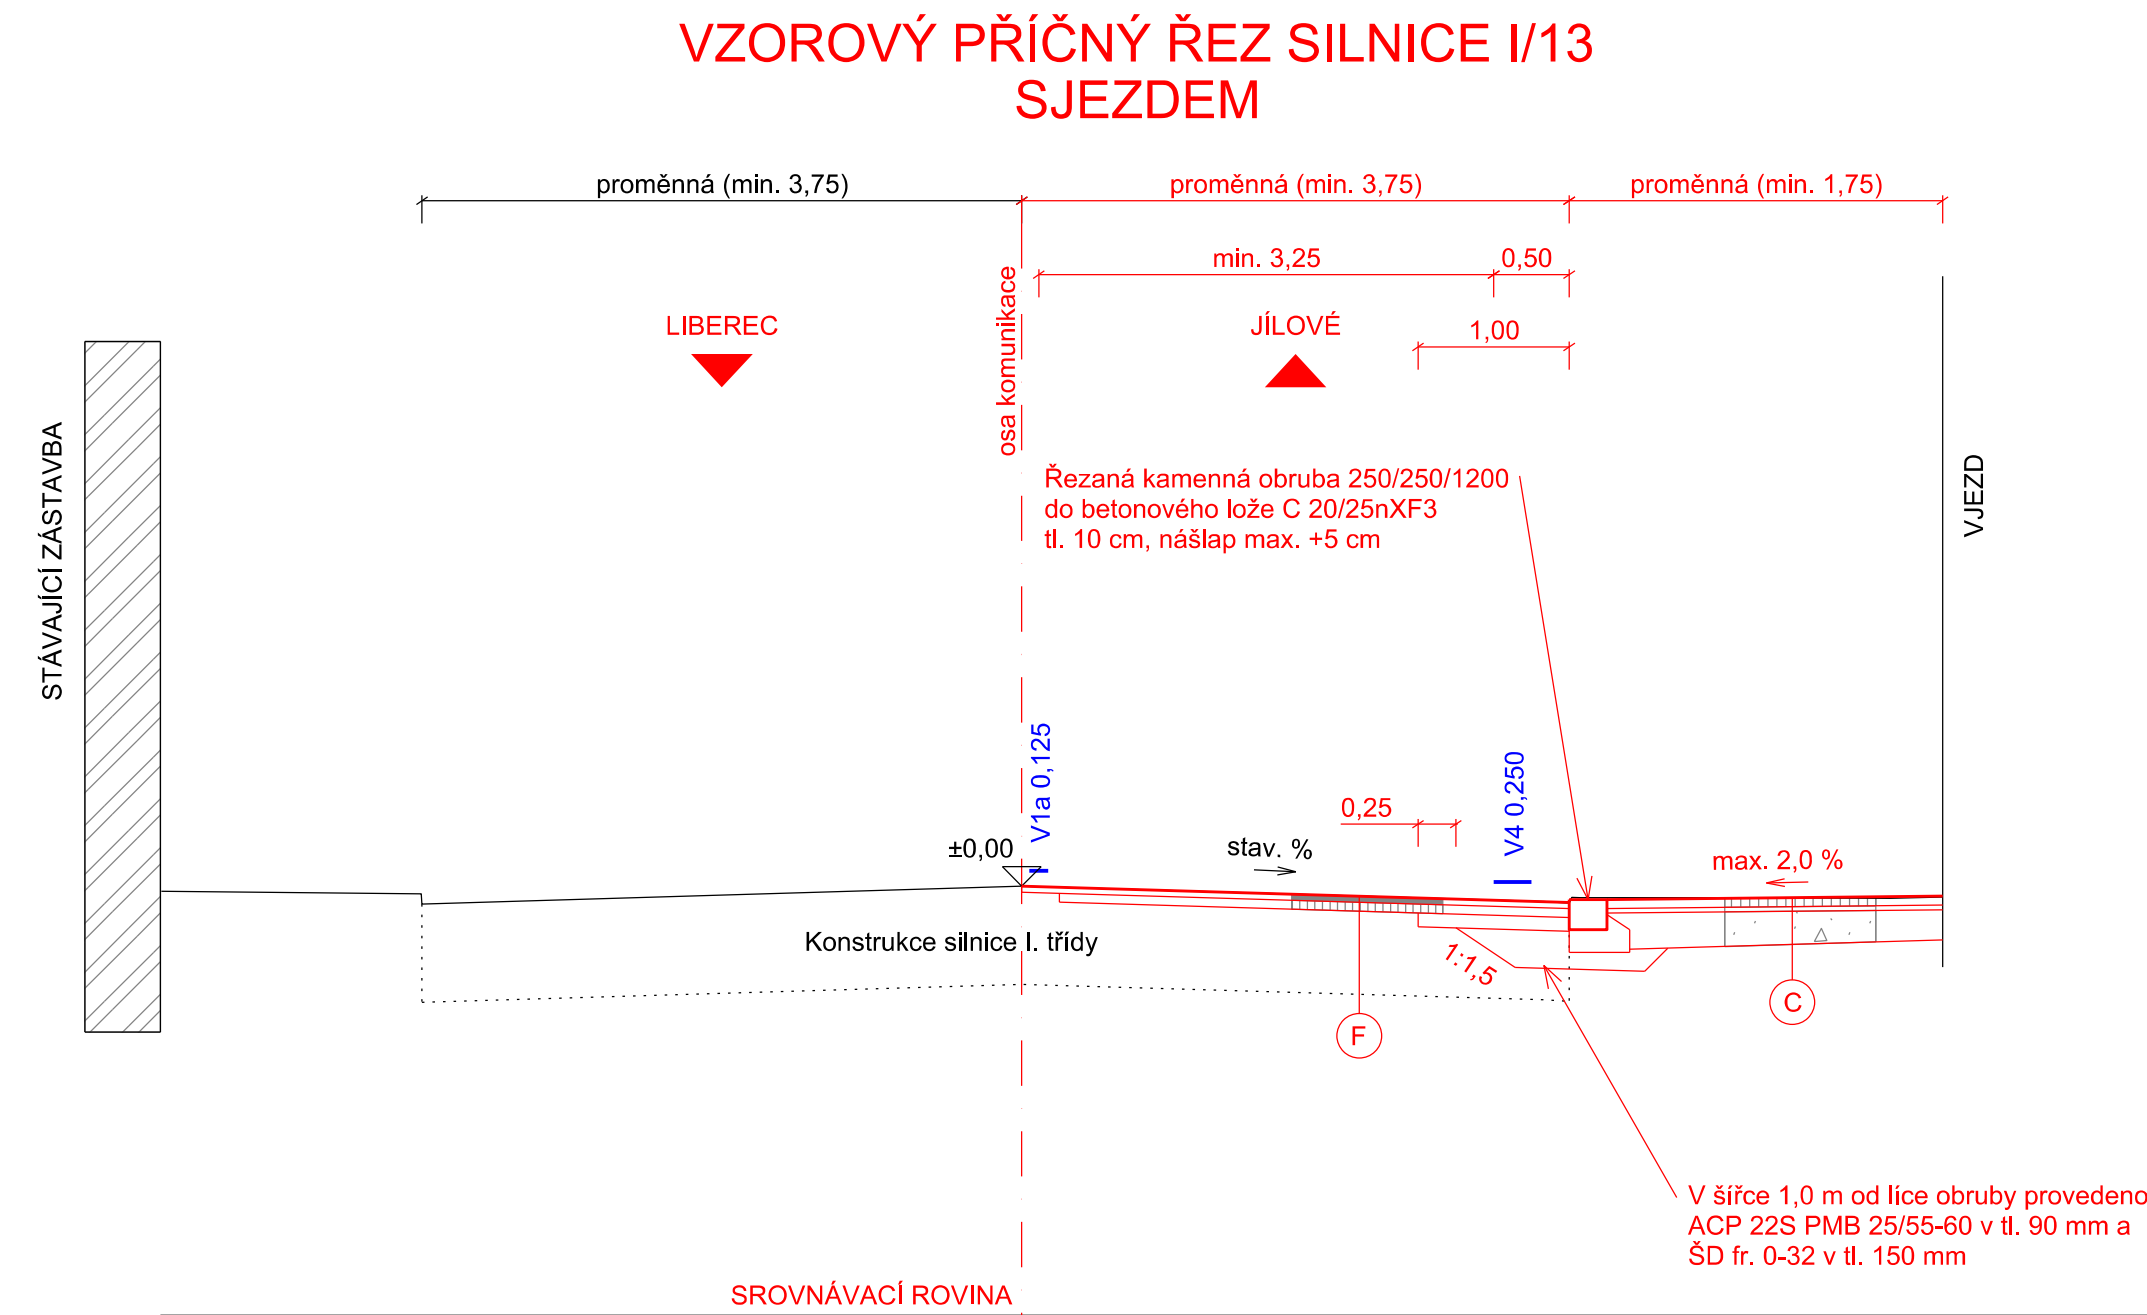 VZOROVÝ PŘÍČNÝ ŘEZ SILNICE I/13
SJEZDEM
proměnná (min. 3,75)
proměnná (min. 3,75)
proměnná (min. 1,75)
min. 3,25
0,50
LIBEREC
osa komunikace
JÍLOVÉ
1,00
STÁVAJÍCÍ ZÁSTAVBA
VJEZD
Řezaná kamenná obruba 250/250/1200
do betonového lože C 20/25nXF3
tl. 10 cm, nášlap max. +5 cm
V1a 0,125
V4 0,250
0,25
±0,00
stav. %
max. 2,0 %
Konstrukce silnice I. třídy
1:1,5
C
F
V šířce 1,0 m od líce obruby provedeno
ACP 22S PMB 25/55-60 v tl. 90 mm a
ŠD fr. 0-32 v tl. 150 mm
SROVNÁVACÍ ROVINA